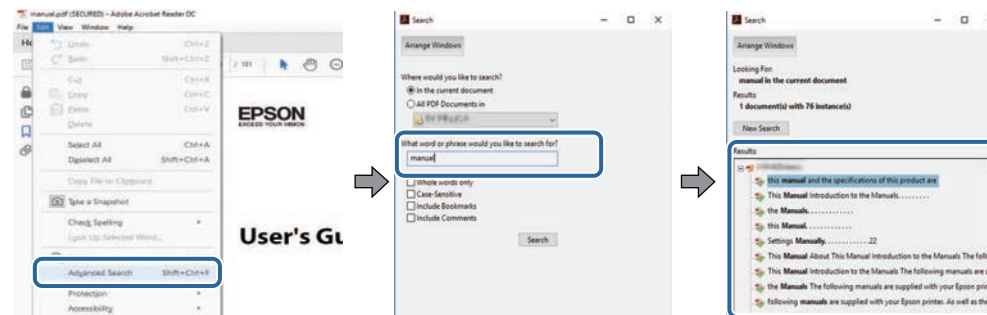 manual.pdf (SECURED) - Adobe Acrobat Reader DC
File Edit View Window Help
Undo Ctrl+Z
Redo Shift+Ctrl+Z
Cut Ctrl+X
Copy Ctrl+C
Paste Ctrl+V
Delete
Select All Ctrl+A
Deselect All Shift+Ctrl+A
Copy File to Clipboard
Take a Snapshot
Check Spelling
Look Up Selected Word...
Advanced Search Shift+Ctrl+F
Protection
Accessibility
/ 181
EPSON
EXCEED YOUR VISION
User's Gu
Search
Arrange Windows
Where would you like to search?
In the current document
All PDF Documents in
What word or phrase would you like to search for?
manual
Whole words only
Case-Sensitive
Include Bookmarks
Include Comments
Search
Search
Arrange Windows
Looking For:
manual in the current document
Results:
1 document(s) with 76 instance(s)
New Search
Results:
this manual and the specifications of this product are
This Manual Introduction to the Manuals.........
the Manuals.............
this Manual.............
Settings Manually.............22
This Manual About This Manual Introduction to the Manuals The foll
This Manual Introduction to the Manuals The following manuals are
the Manuals The following manuals are supplied with your Epson prin
following manuals are supplied with your Epson printer. As well as the